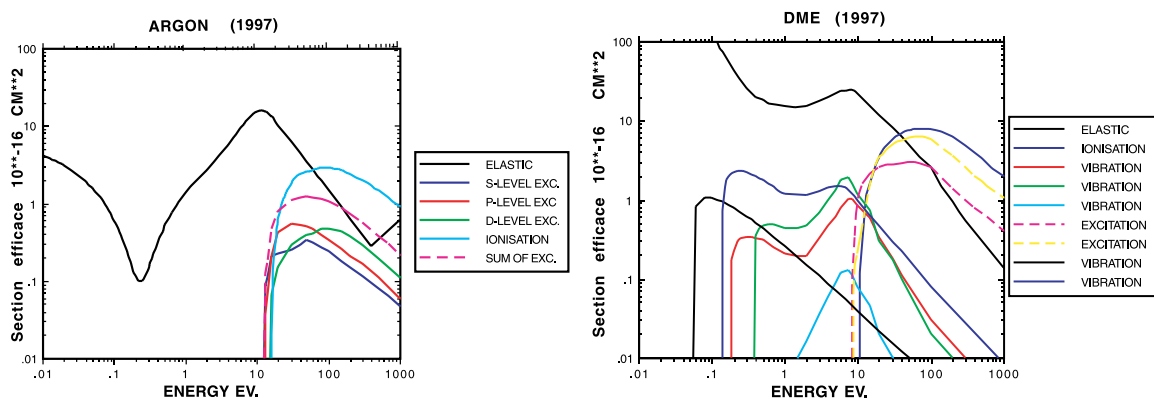 ARGON (1997)
Section efficace 10**-16 CM**2
100
10
1
.1
.01
.01
.1
1
10
100
1000
ENERGY EV.
ELASTIC
S-LEVEL EXC.
P-LEVEL EXC
D-LEVEL EXC.
IONISATION
SUM OF EXC.
DME (1997)
Section efficace 10**-16 CM**2
100
10
1
.1
.01
.01
.1
1
10
100
1000
ENERGY EV.
ELASTIC
IONISATION
VIBRATION
VIBRATION
VIBRATION
EXCITATION
EXCITATION
VIBRATION
VIBRATION